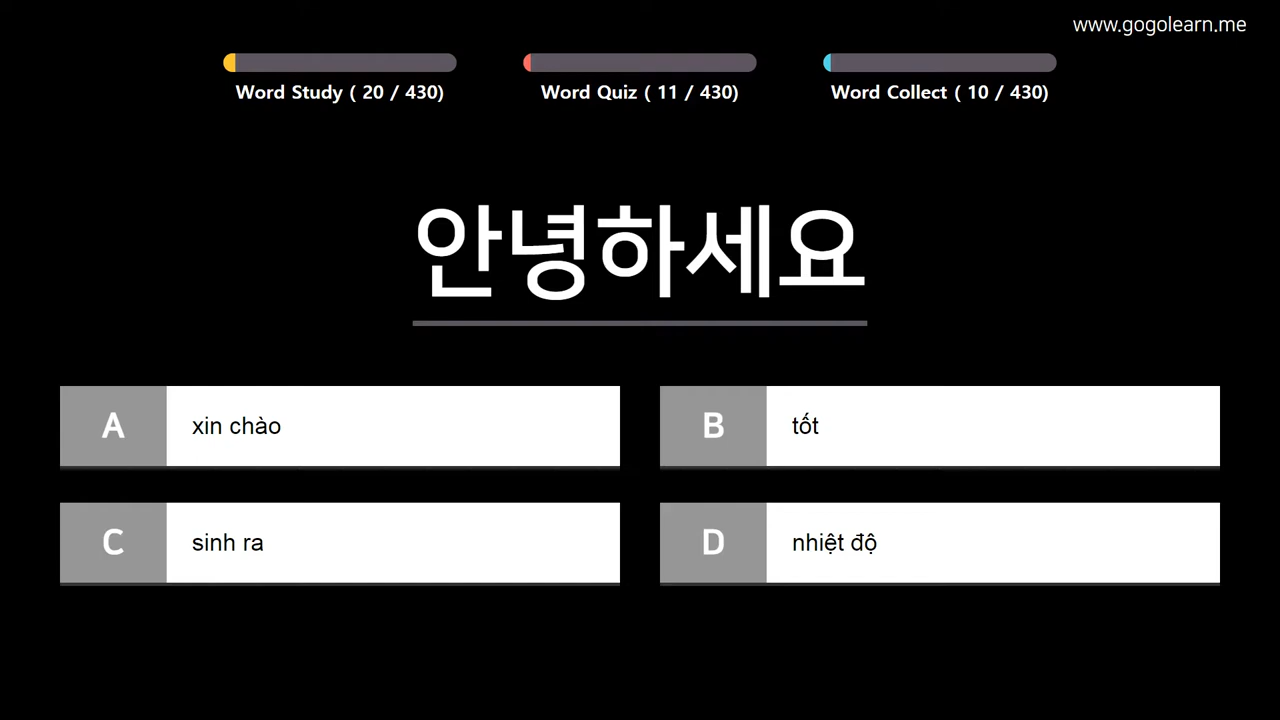 www.gogolearn.me
Word Study ( 20 / 430)
Word Quiz ( 11 / 430)
Word Collect ( 10 / 430)
안녕하세요
A xin chào
B tốt
C sinh ra
D nhiệt độ